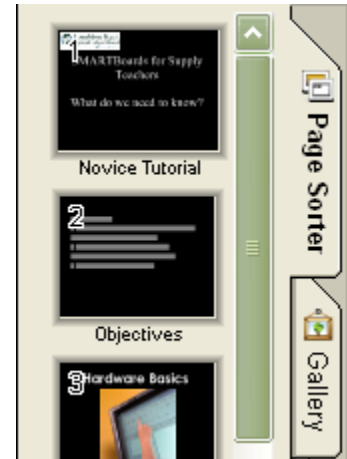 1
SMARTBoards for Supply
Teachers
What do we need to know?
Novice Tutorial
2
Objectives
3
Hardware Basics
Page Sorter
Gallery